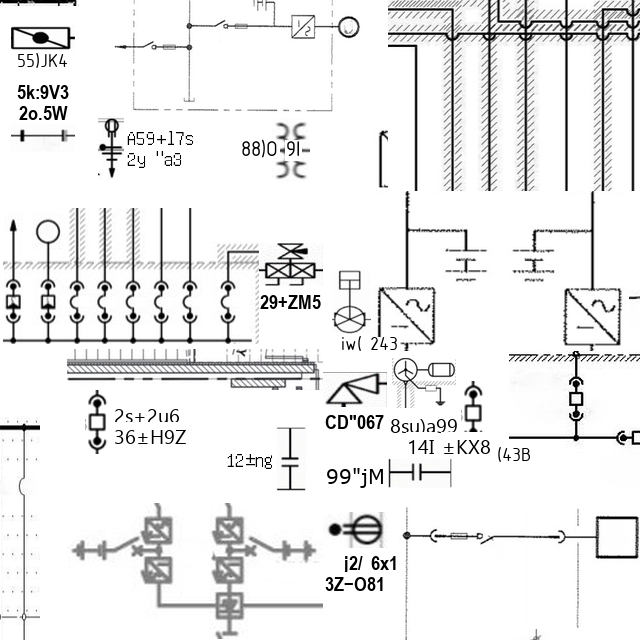 55)JK4
5k:9V3
2o.5W
A59+17s
2y "a3
88)0-9I-
29+ZM5
iw( 243
CD"067
8su)a99
2s+2u6
36±H9Z
14I ±KX8
(43B
12±ng
99"jM
j2/ 6x1
3Z-O81